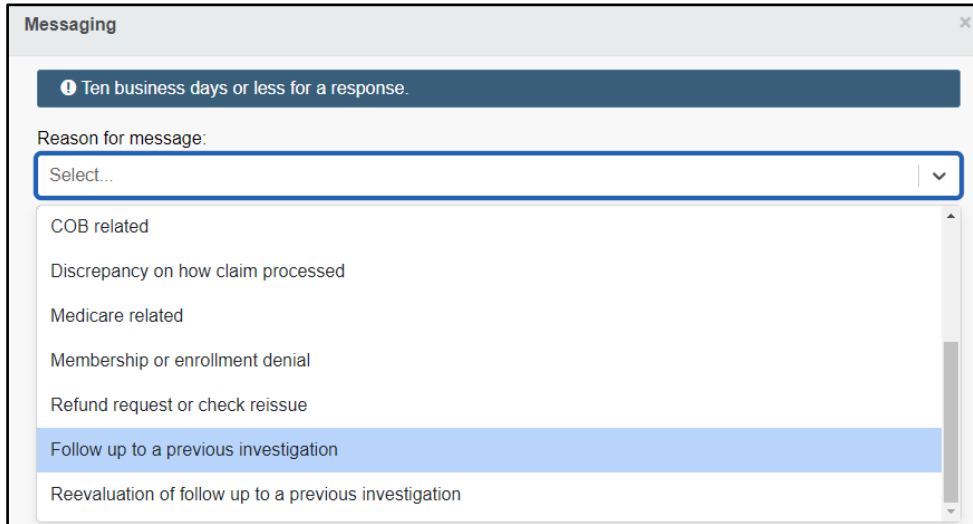 Messaging
Ten business days or less for a response.
Reason for message:
Select...
COB related
Discrepancy on how claim processed
Medicare related
Membership or enrollment denial
Refund request or check reissue
Follow up to a previous investigation
Reevaluation of follow up to a previous investigation